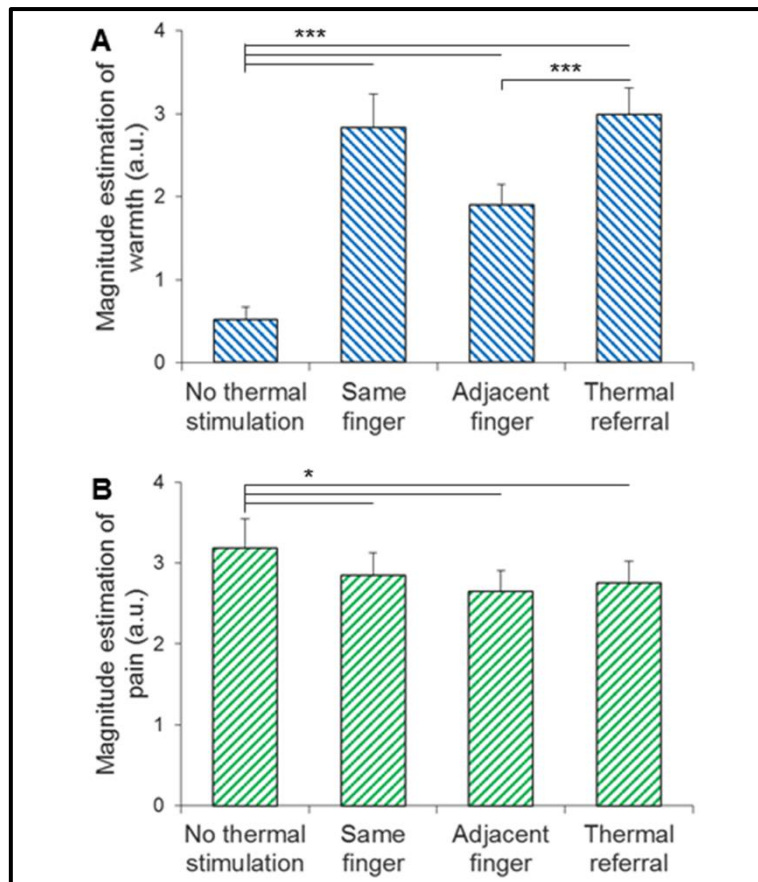 A
Magnitude estimation of
warmth (a.u.)
4
3
2
1
0
***
***
No thermal
stimulation
Same
finger
Adjacent
finger
Thermal
referral
B
Magnitude estimation of
pain (a.u.)
4
3
2
1
0
*
No thermal
stimulation
Same
finger
Adjacent
finger
Thermal
referral